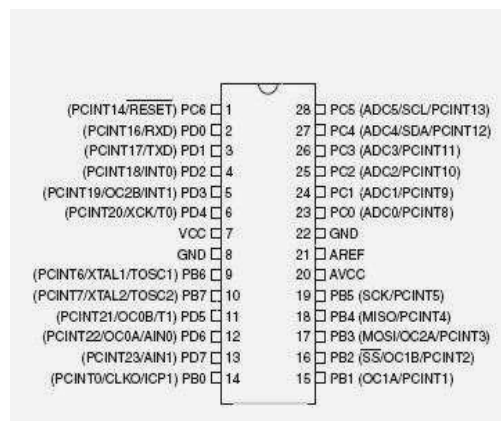 (PCINT14/RESET) PC6 1 28 PC5 (ADC5/SCL/PCINT13)
(PCINT16/RXD) PD0 2 27 PC4 (ADC4/SDA/PCINT12)
(PCINT17/TXD) PD1 3 26 PC3 (ADC3/PCINT11)
(PCINT18/INT0) PD2 4 25 PC2 (ADC2/PCINT10)
(PCINT19/OC2B/INT1) PD3 5 24 PC1 (ADC1/PCINT9)
(PCINT20/XCK/T0) PD4 6 23 PC0 (ADC0/PCINT8)
VCC 7 22 GND
GND 8 21 AREF
(PCINT6/XTAL1/TOSC1) PB6 9 20 AVCC
(PCINT7/XTAL2/TOSC2) PB7 10 19 PB5 (SCK/PCINT5)
(PCINT21/OC0B/T1) PD5 11 18 PB4 (MISO/PCINT4)
(PCINT22/OC0A/AIN0) PD6 12 17 PB3 (MOSI/OC2A/PCINT3)
(PCINT23/AIN1) PD7 13 16 PB2 (SS/OC1B/PCINT2)
(PCINT0/CLKO/ICP1) PB0 14 15 PB1 (OC1A/PCINT1)